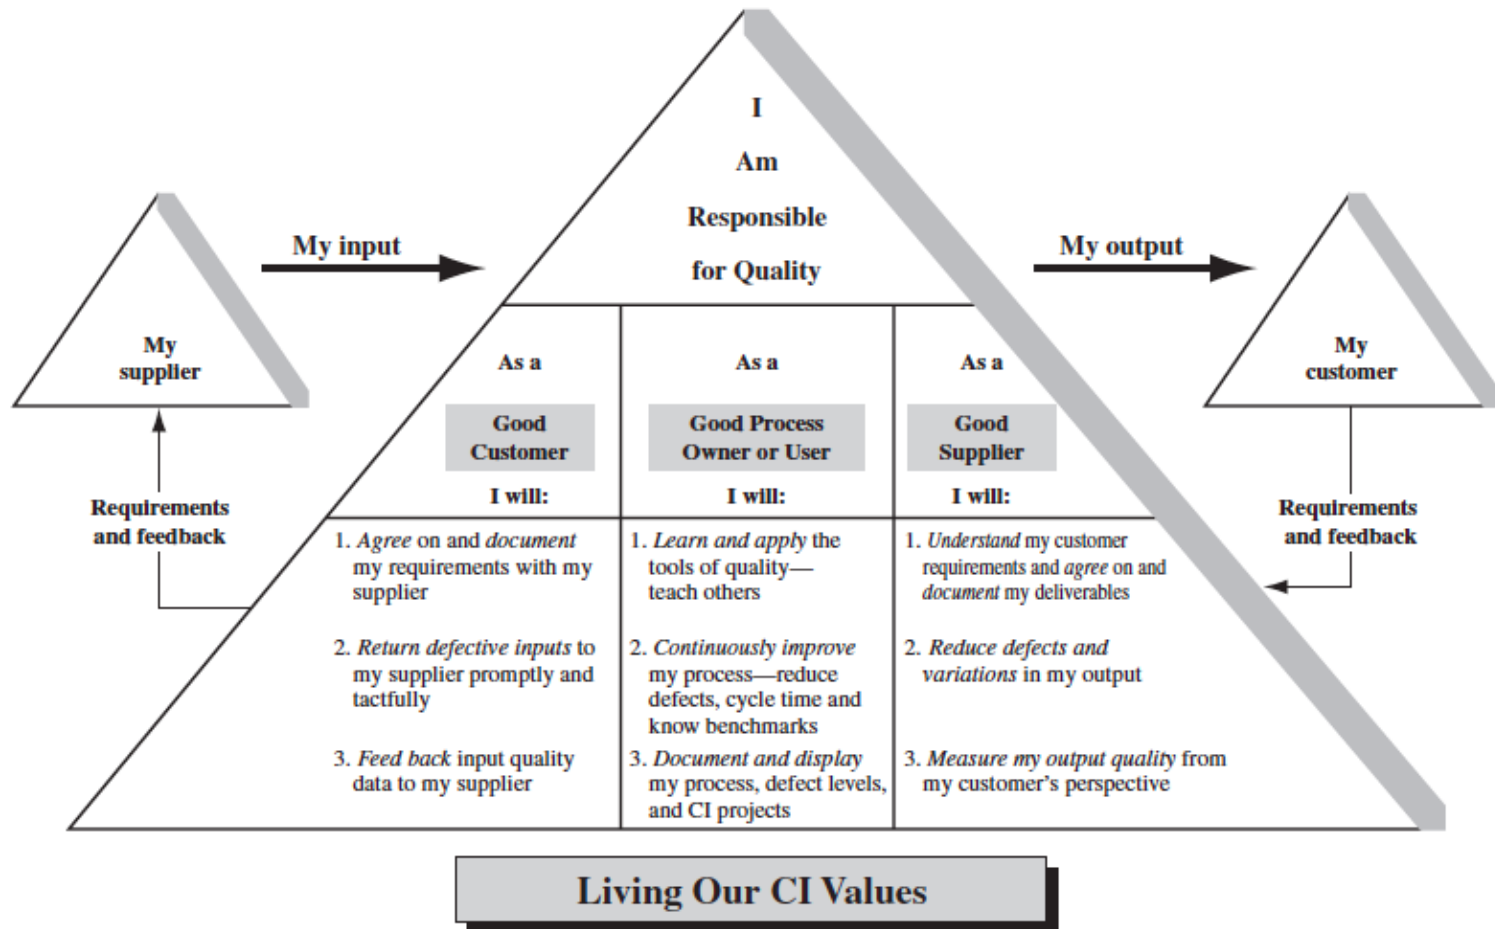 I
Am
Responsible
for Quality
My input
My output
My
supplier
My
customer
Requirements
and feedback
Requirements
and feedback
As a
Good
Customer
I will:
1. Agree on and document
my requirements with my
supplier
2. Return defective inputs to
my supplier promptly and
tactfully
3. Feed back input quality
data to my supplier
As a
Good Process
Owner or User
I will:
1. Learn and apply the
tools of quality—
teach others
2. Continuously improve
my process—reduce
defects, cycle time and
know benchmarks
3. Document and display
my process, defect levels,
and CI projects
As a
Good
Supplier
I will:
1. Understand my customer
requirements and agree on and
document my deliverables
2. Reduce defects and
variations in my output
3. Measure my output quality from
my customer's perspective
Living Our CI Values